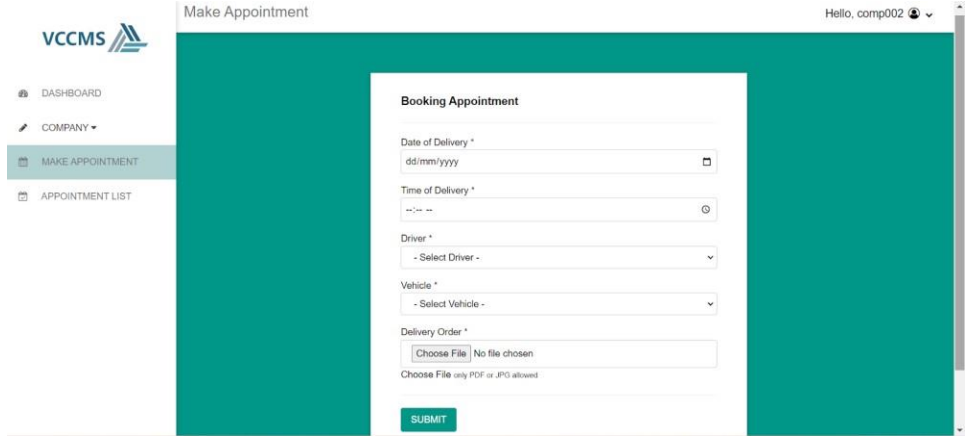 Make Appointment
Hello, comp002
VCCMS
DASHBOARD
COMPANY
MAKE APPOINTMENT
APPOINTMENT LIST
Booking Appointment
Date of Delivery *
dd/mm/yyyy
Time of Delivery *
--:-- --
Driver *
- Select Driver -
Vehicle *
- Select Vehicle -
Delivery Order *
Choose File No file chosen
Choose File only PDF or JPG allowed
SUBMIT